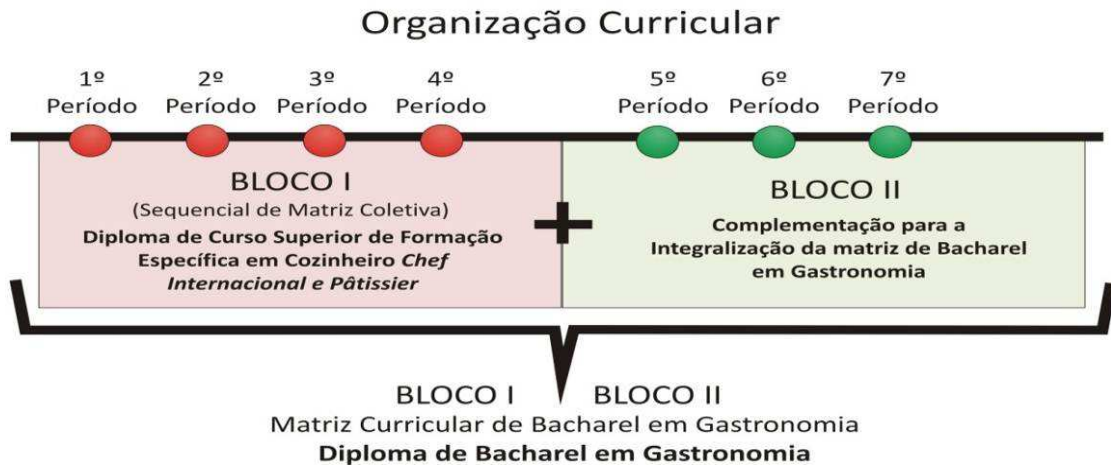 Organização Curricular
1º Período
2º Período
3º Período
4º Período
5º Período
6º Período
7º Período
BLOCO I
(Sequencial de Matriz Coletiva)
Diploma de Curso Superior de Formação
Específica em Cozinheiro Chef
Internacional e Pâtissier
+
BLOCO II
Complementação para a
Integralização da matriz de Bacharel
em Gastronomia
BLOCO I BLOCO II
Matriz Curricular de Bacharel em Gastronomia
Diploma de Bacharel em Gastronomia